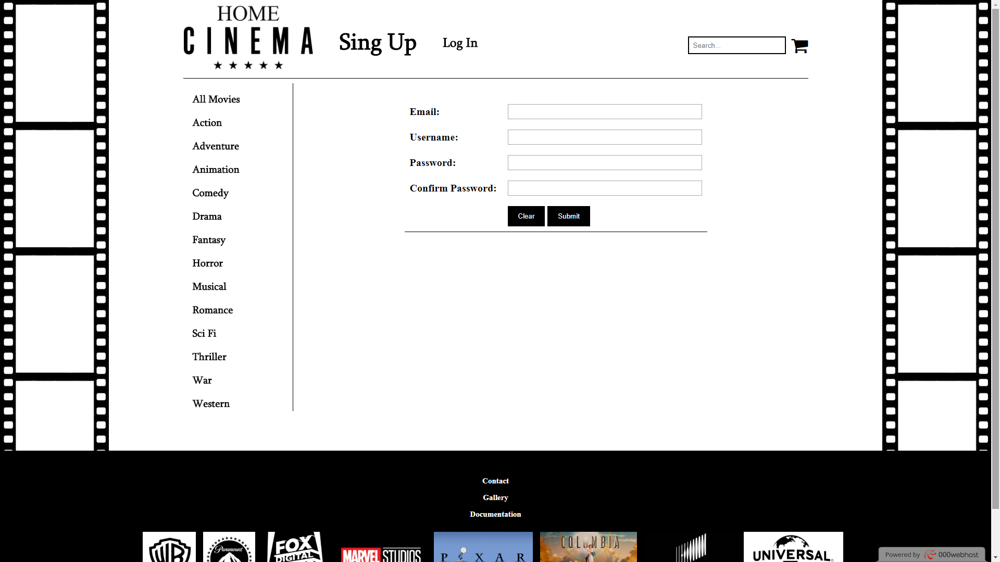 HOME
CINEMA
Sing Up
Log In
Search...
All Movies
Action
Adventure
Animation
Comedy
Drama
Fantasy
Horror
Musical
Romance
Sci Fi
Thriller
War
Western
Email:
Username:
Password:
Confirm Password:
Clear
Submit
Contact
Gallery
Documentation
WB
Paramount
FOX
DIGITAL
MARVEL STUDIOS
P I X A R
COLUMBIA
UNIVERSAL
Powered by 000webhost